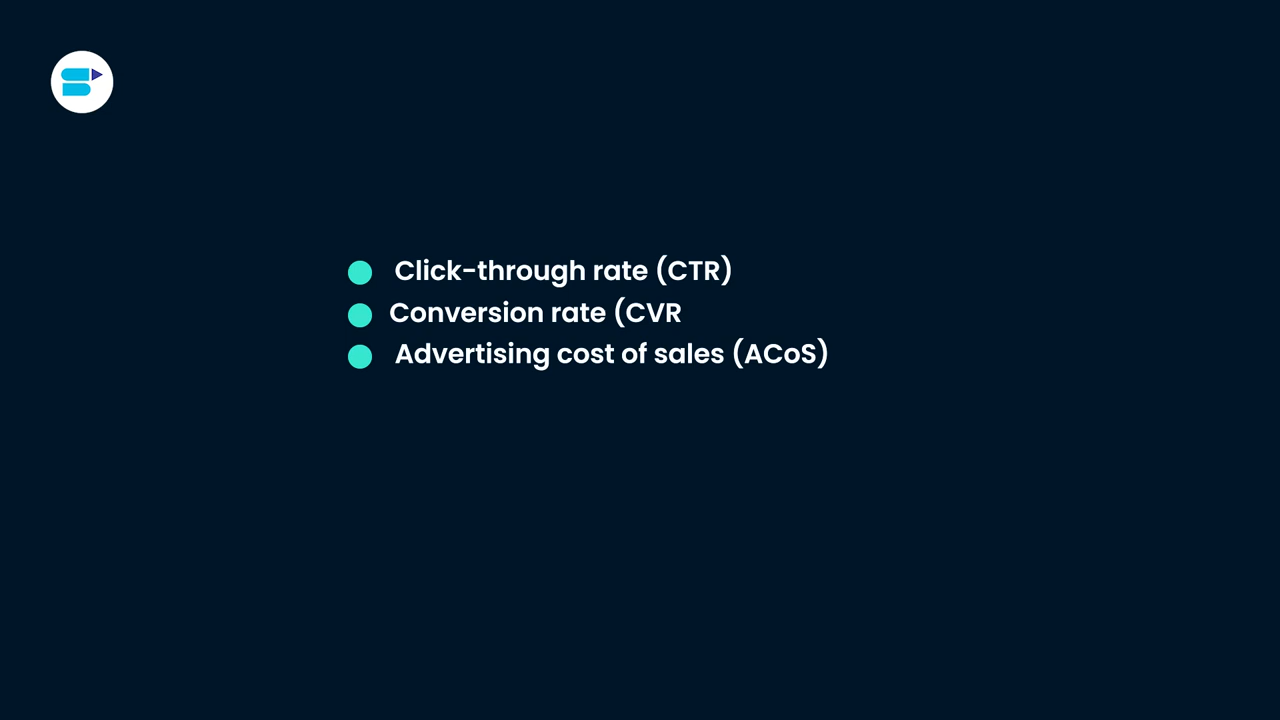 Click-through rate (CTR)
Conversion rate (CVR
Advertising cost of sales (ACoS)